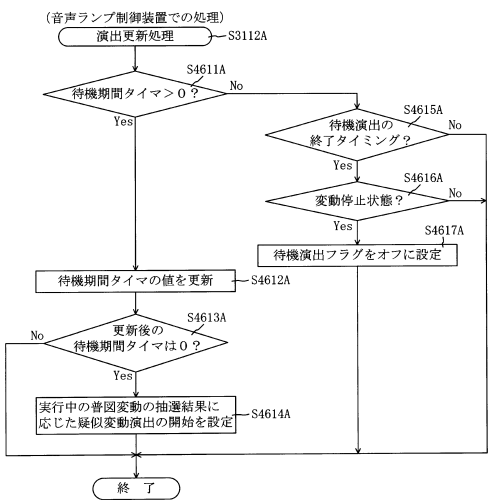 (音声ランプ制御装置での処理)
演出更新処理
S3112A
S4611A
待機期間タイマ＞０？
No
Yes
S4615A
待機演出の
終了タイミング？
No
Yes
S4616A
変動停止状態？
No
Yes
S4617A
待機演出フラグをオフに設定
待機期間タイマの値を更新
S4612A
S4613A
更新後の
待機期間タイマは０？
No
Yes
実行中の普図変動の抽選結果に
応じた疑似変動演出の開始を設定
S4614A
終 了